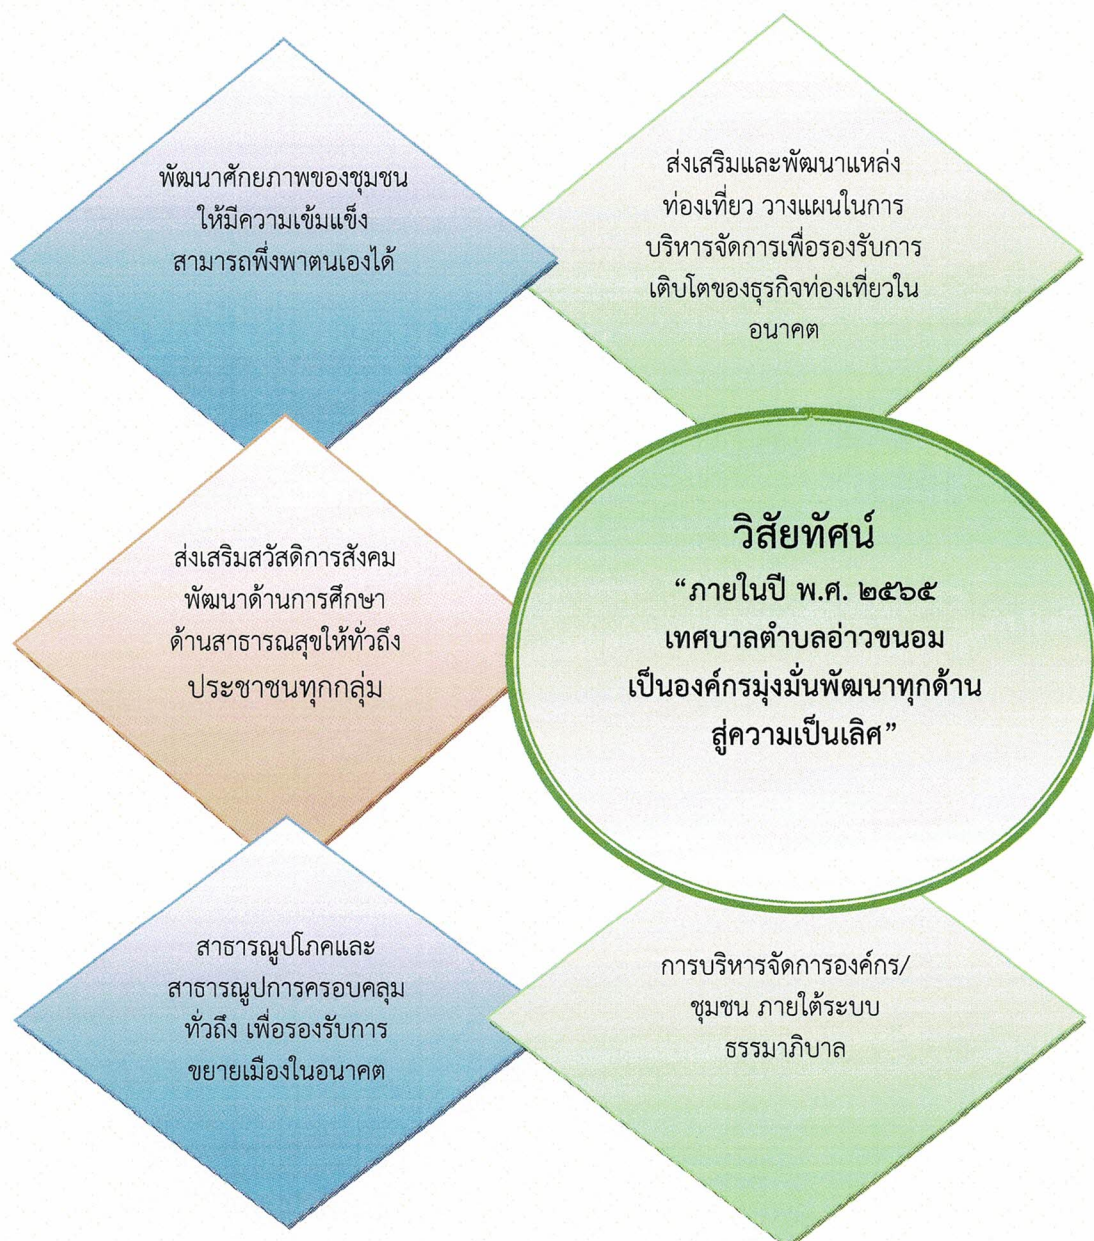 พัฒนาศักยภาพของชุมชน
ให้มีความเข้มแข็ง
สามารถพึ่งพาตนเองได้
ส่งเสริมและพัฒนาแหล่ง
ท่องเที่ยว วางแผนในการ
บริหารจัดการเพื่อรองรับการ
เติบโตของธุรกิจท่องเที่ยวใน
อนาคต
ส่งเสริมสวัสดิการสังคม
พัฒนาด้านการศึกษา
ด้านสาธารณสุขให้ทั่วถึง
ประชาชนทุกกลุ่ม
วิสัยทัศน์
“ภายในปี พ.ศ. ๒๕๖๕
เทศบาลตำบลอ่าวขนอม
เป็นองค์กรมุ่งมั่นพัฒนาทุกด้าน
สู่ความเป็นเลิศ”
สาธารณูปโภคและ
สาธารณูปการครอบคลุม
ทั่วถึง เพื่อรองรับการ
ขยายเมืองในอนาคต
การบริหารจัดการองค์กร/
ชุมชน ภายใต้ระบบ
ธรรมาภิบาล